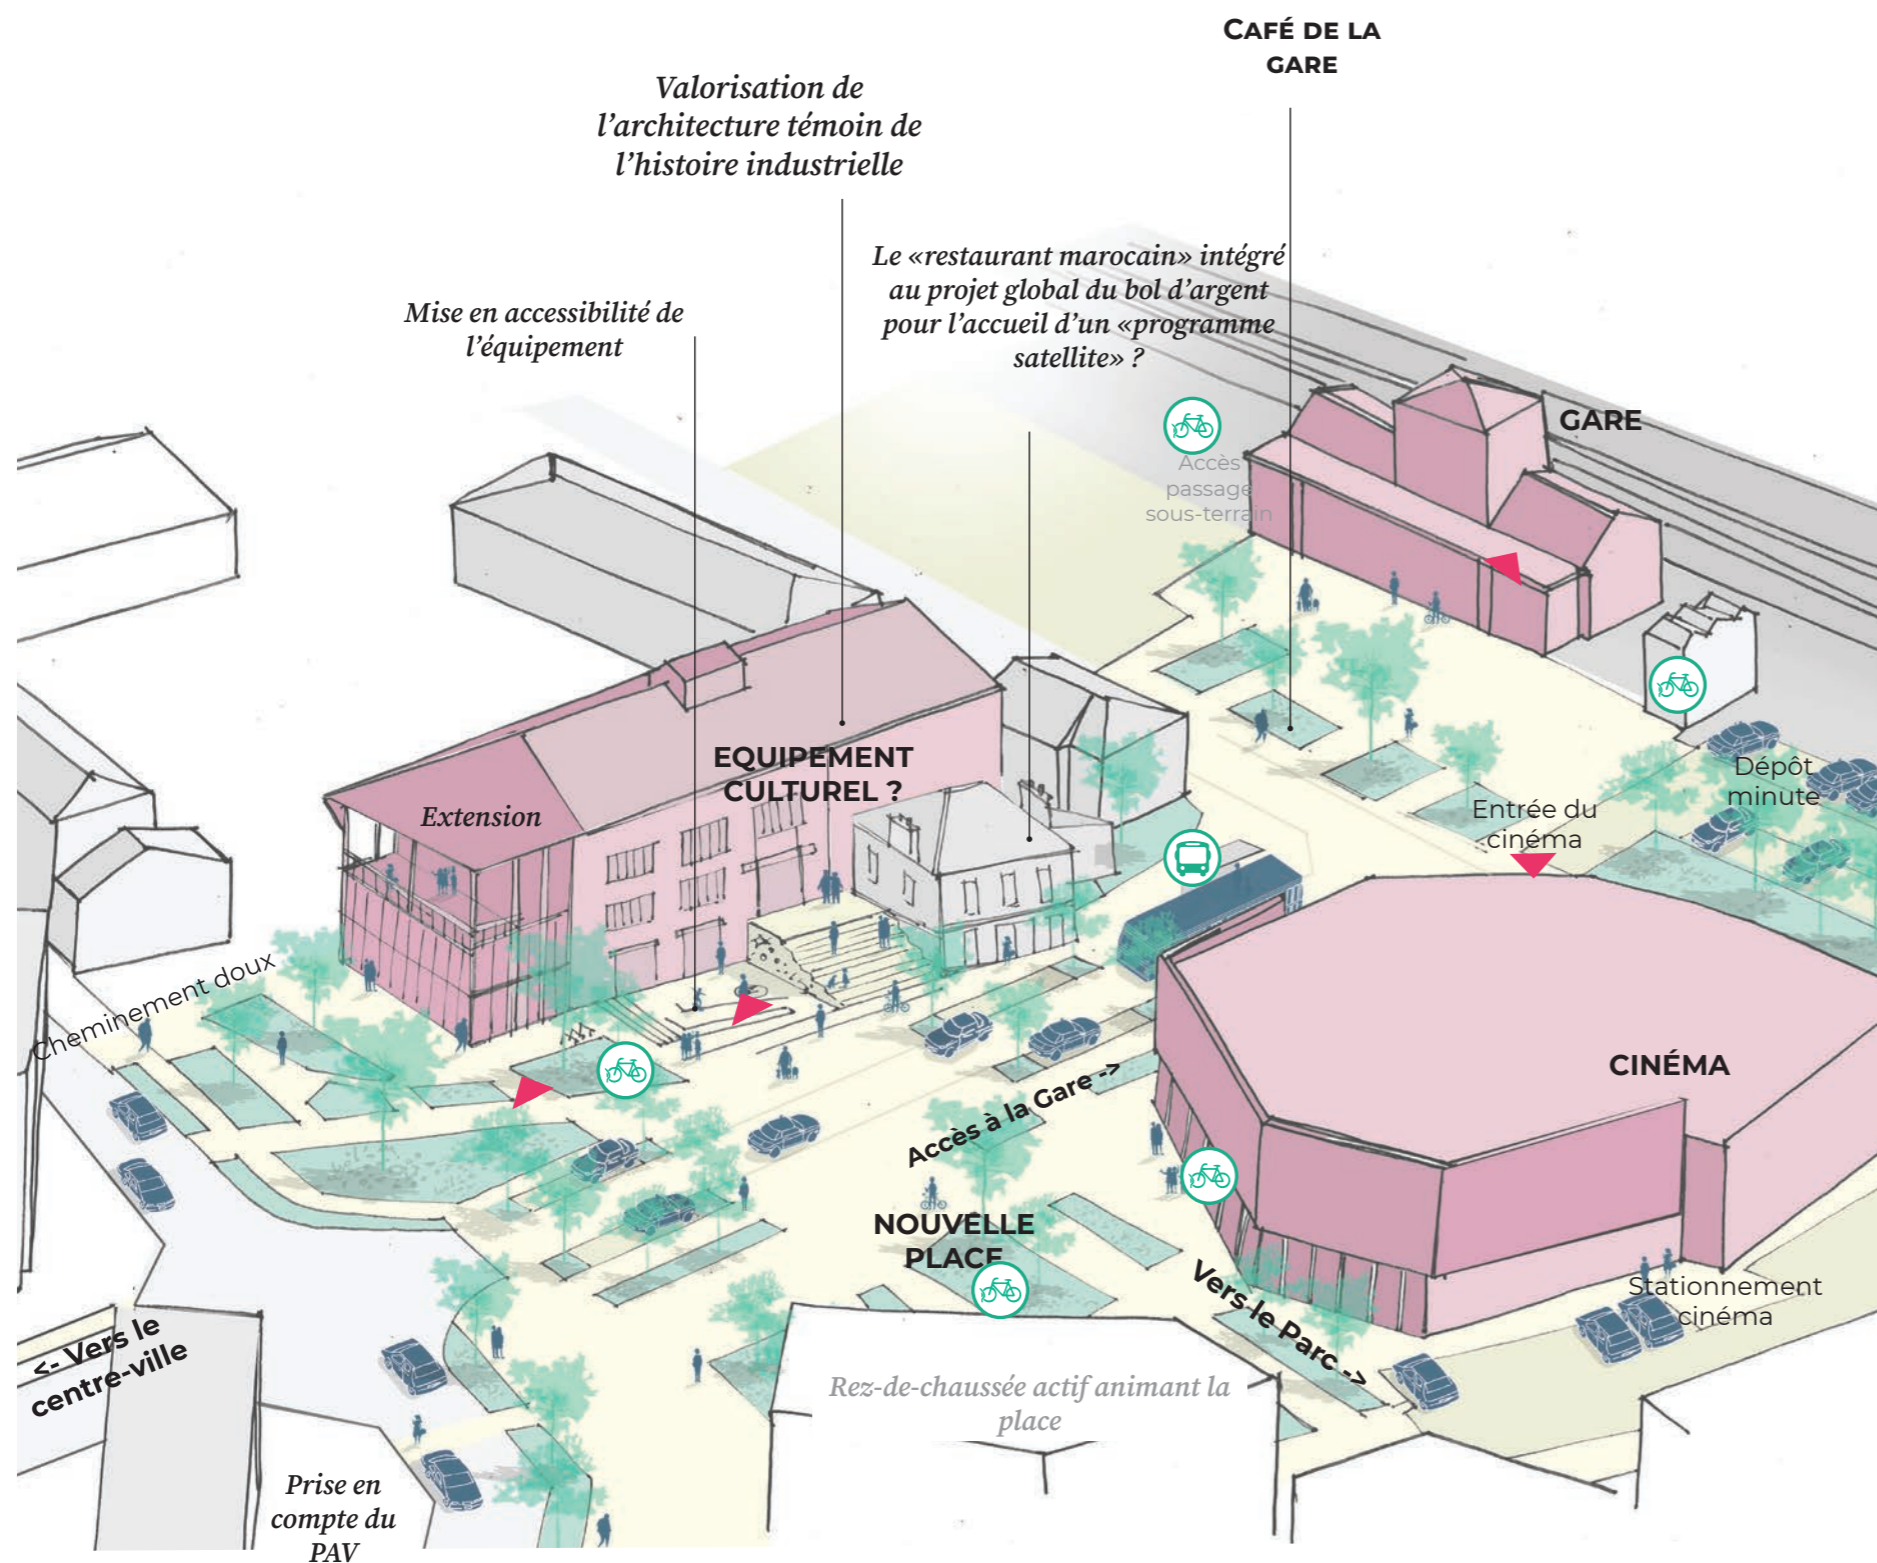 CAFÉ DE LA
GARE
Valorisation de
l’architecture témoin de
l’histoire industrielle
Le «restaurant marocain» intégré
au projet global du bol d’argent
pour l’accueil d’un «programme
satellite» ?
Mise en accessibilité de
l’équipement
GARE
Accès
passage
sous-terrain
EQUIPEMENT
CULTUREL ?
Extension
Dépôt
minute
Entrée du
cinéma
Cheminement doux
CINÉMA
Accès à la Gare ->
NOUVELLE
PLACE
Vers le Parc ->
Stationnement
cinéma
<- Vers le
centre-ville
Rez-de-chaussée actif animant la
place
Prise en
compte du
PAV